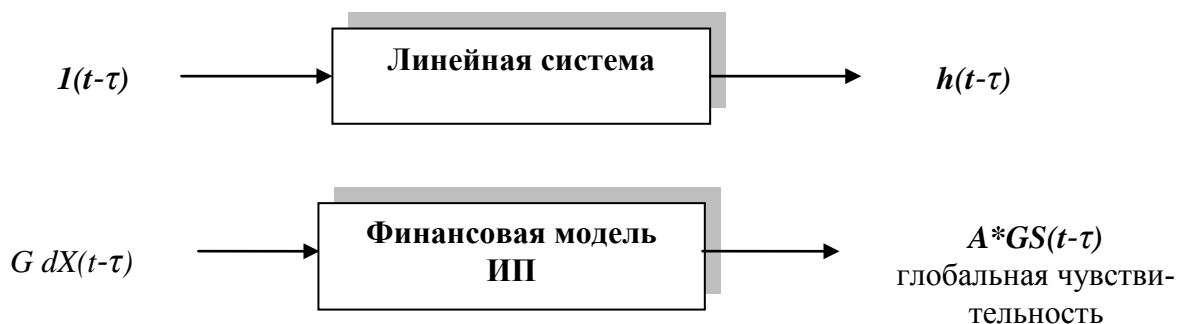 1(t-τ)
Линейная система
h(t-τ)
G dX(t-τ)
Финансовая модель
ИП
A*GS(t-τ)
глобальная чувстви-
тельность